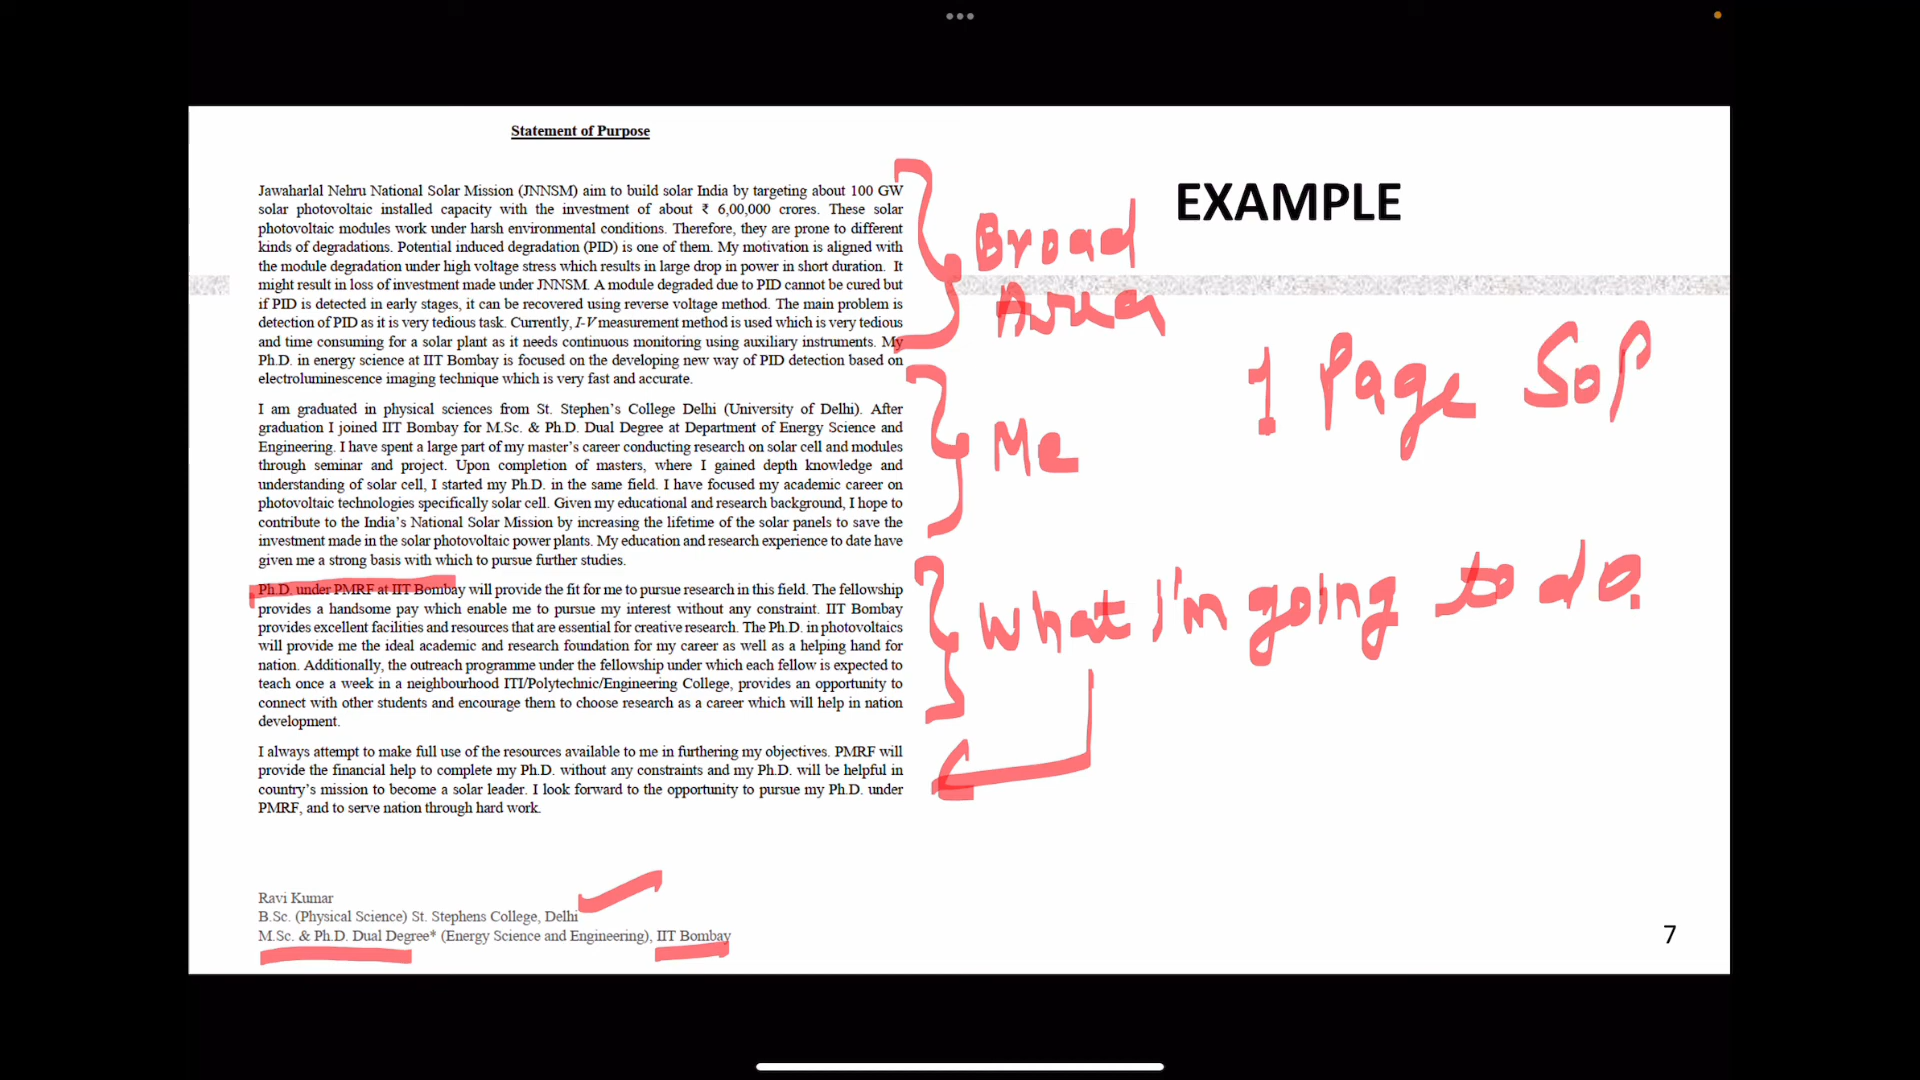 Statement of Purpose
EXAMPLE
Jawaharlal Nehru National Solar Mission (JNNSM) aim to build solar India by targeting about 100 GW
solar photovoltaic installed capacity with the investment of about ₹ 6,00,000 crores. These solar
photovoltaic modules work under harsh environmental conditions. Therefore, they are prone to different
kinds of degradations. Potential induced degradation (PID) is one of them. My motivation is aligned with
the module degradation under high voltage stress which results in large drop in power in short duration. It
might result in loss of investment made under JNNSM. A module degraded due to PID cannot be cured but
if PID is detected in early stages, it can be recovered using reverse voltage method. The main problem is
detection of PID as it is very tedious task. Currently, I-V measurement method is used which is very tedious
and time consuming for a solar plant as it needs continuous monitoring using auxiliary instruments. My
Ph.D. in energy science at IIT Bombay is focused on the developing new way of PID detection based on
electroluminescence imaging technique which is very fast and accurate.
Broad
Area
1 Page SoP
I am graduated in physical sciences from St. Stephen's College Delhi (University of Delhi). After
graduation I joined IIT Bombay for M.Sc. & Ph.D. Dual Degree at Department of Energy Science and
Engineering. I have spent a large part of my master's career conducting research on solar cell and modules
through seminar and project. Upon completion of masters, where I gained depth knowledge and
understanding of solar cell, I started my Ph.D. in the same field. I have focused my academic career on
photovoltaic technologies specifically solar cell. Given my educational and research background, I hope to
contribute to the India's National Solar Mission by increasing the lifetime of the solar panels to save the
investment made in the solar photovoltaic power plants. My education and research experience to date have
given me a strong basis with which to pursue further studies.
Me
Ph.D. under PMRF at IIT Bombay will provide the fit for me to pursue research in this field. The fellowship
provides a handsome pay which enable me to pursue my interest without any constraint. IIT Bombay
provides excellent facilities and resources that are essential for creative research. The Ph.D. in photovoltaics
will provide me the ideal academic and research foundation for my career as well as a helping hand for
nation. Additionally, the outreach programme under the fellowship under which each fellow is expected to
teach once a week in a neighbourhood ITI/Polytechnic/Engineering College, provides an opportunity to
connect with other students and encourage them to choose research as a career which will help in nation
development.
What I'm going to do.
I always attempt to make full use of the resources available to me in furthering my objectives. PMRF will
provide the financial help to complete my Ph.D. without any constraints and my Ph.D. will be helpful in
country's mission to become a solar leader. I look forward to the opportunity to pursue my Ph.D. under
PMRF, and to serve nation through hard work.
Ravi Kumar
B.Sc. (Physical Science) St. Stephens College, Delhi
M.Sc. & Ph.D. Dual Degree* (Energy Science and Engineering), IIT Bombay
7